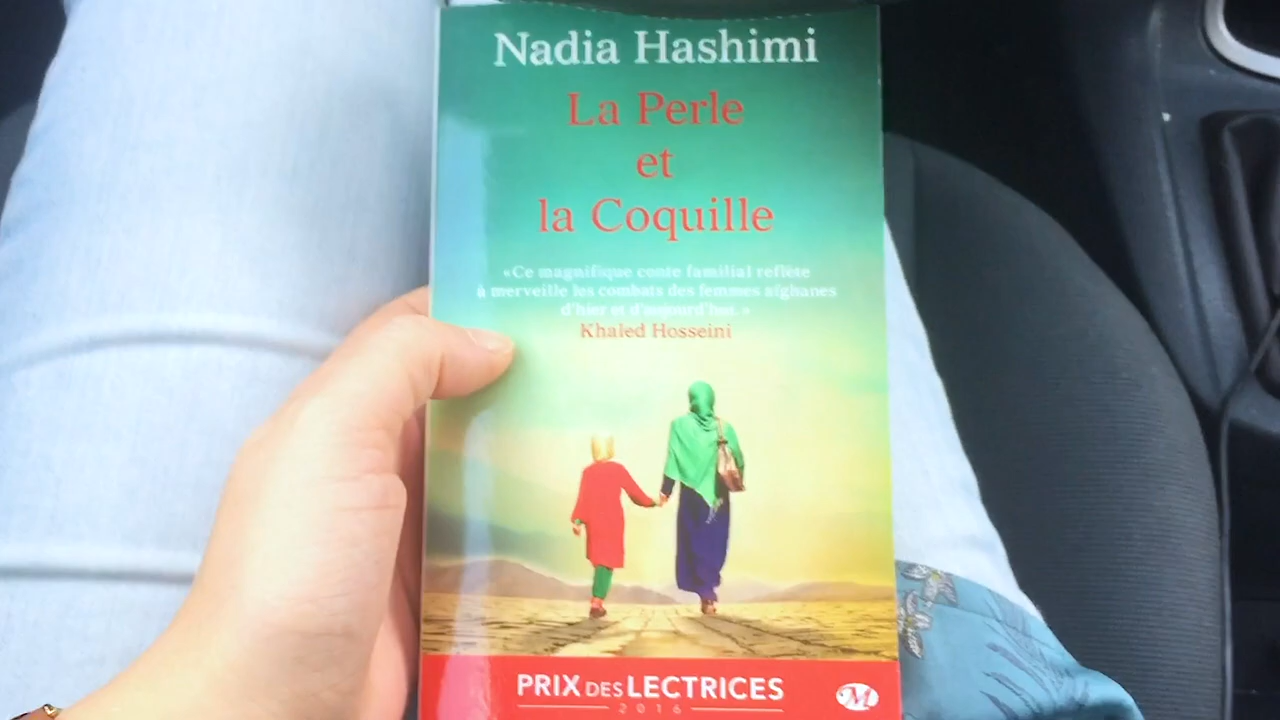 Nadia Hashimi
La Perle
et
la Coquille
«Ce magnifique conte familial reflète
à merveille les combats des femmes afghanes
d'hier et d'aujourd'hui.»
Khaled Hosseini
PRIX DES LECTRICES
2016
M